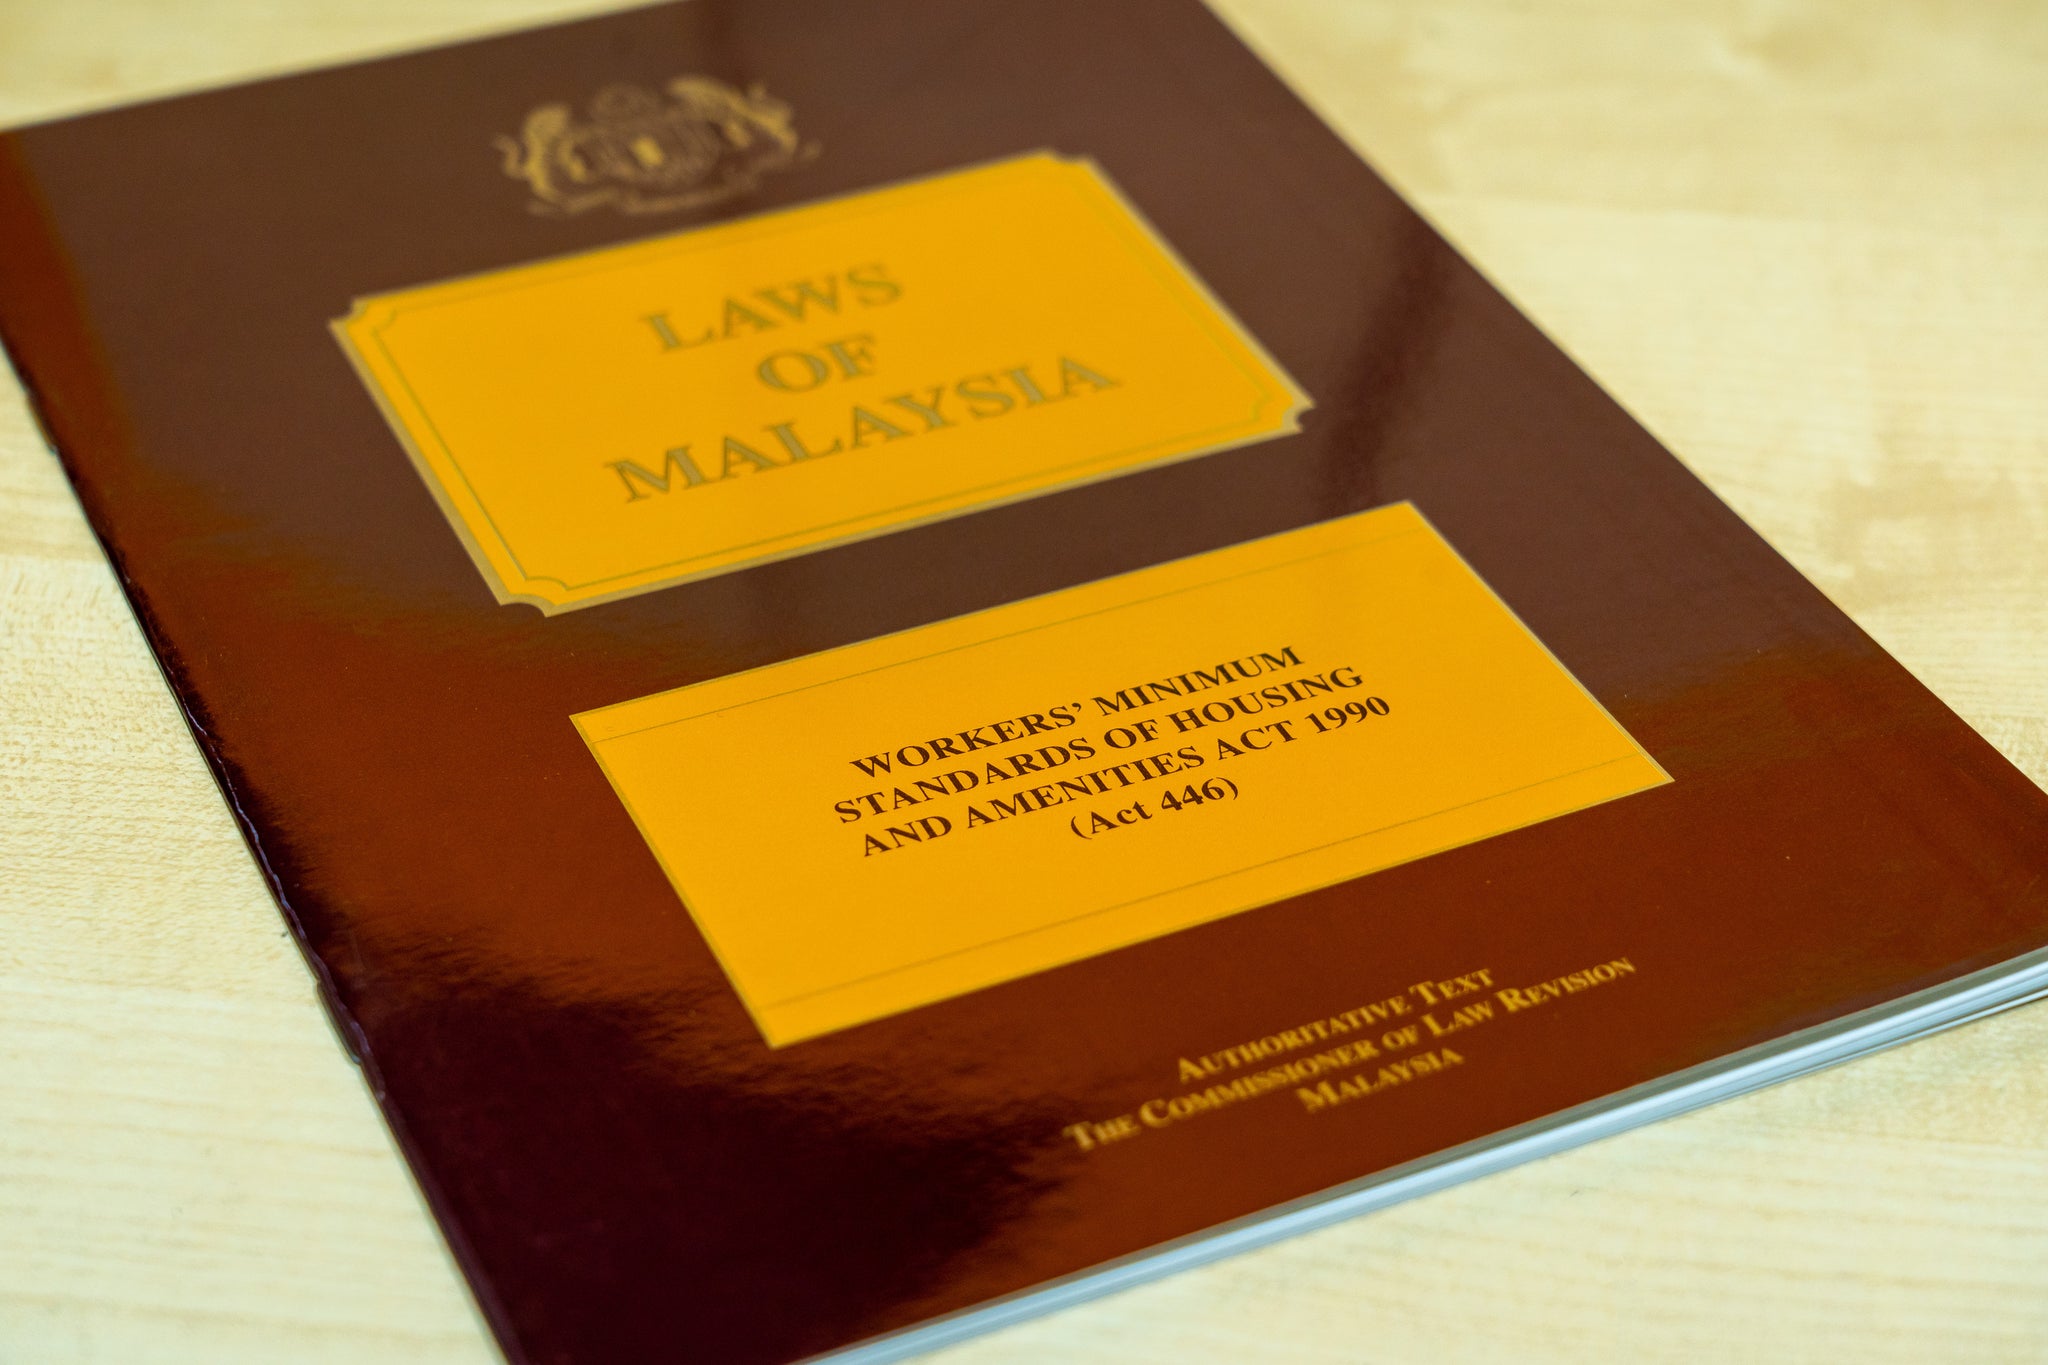 LAWS
OF
MALAYSIA
WORKERS’ MINIMUM
STANDARDS OF HOUSING
AND AMENITIES ACT 1990
(Act 446)
AUTHORITATIVE TEXT
THE COMMISSIONER OF LAW REVISION
MALAYSIA